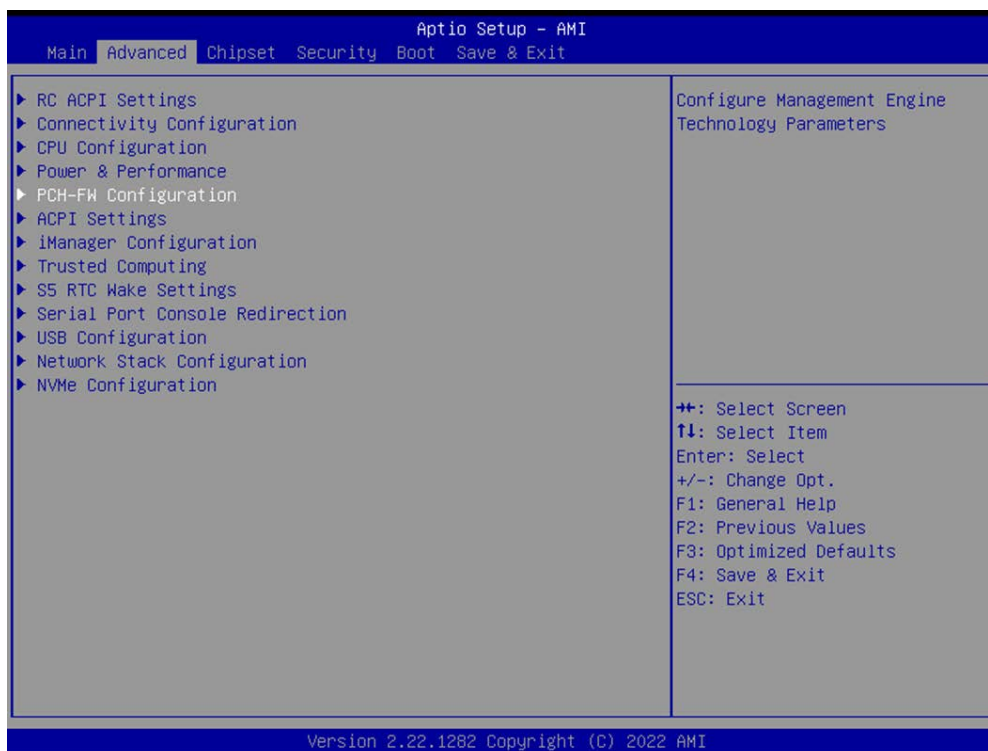 Aptio Setup - AMI
Main Advanced Chipset Security Boot Save & Exit
RC ACPI Settings
Connectivity Configuration
CPU Configuration
Power & Performance
PCH-FW Configuration
ACPI Settings
iManager Configuration
Trusted Computing
S5 RTC Wake Settings
Serial Port Console Redirection
USB Configuration
Network Stack Configuration
NVMe Configuration
Configure Management Engine
Technology Parameters
→←: Select Screen
↑↓: Select Item
Enter: Select
+/-: Change Opt.
F1: General Help
F2: Previous Values
F3: Optimized Defaults
F4: Save & Exit
ESC: Exit
Version 2.22.1282 Copyright (C) 2022 AMI